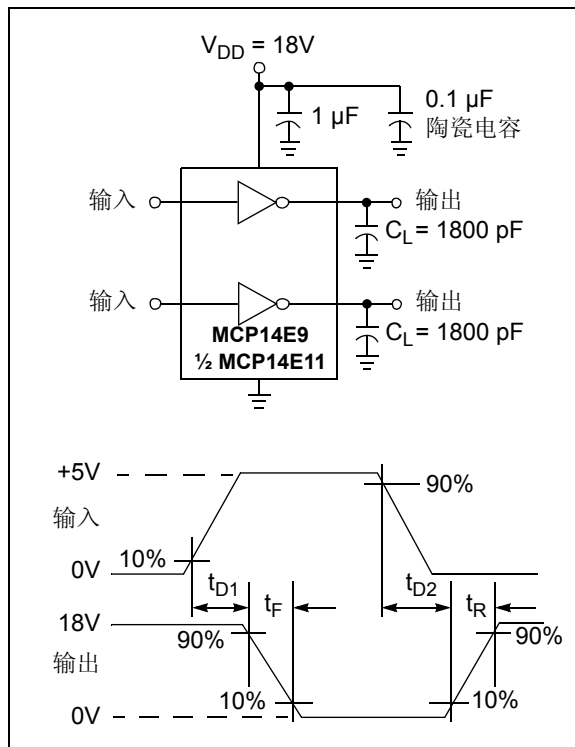 V_DD = 18V
1 µF
0.1 µF
陶瓷电容
输入
输出
C_L = 1800 pF
输入
输出
C_L = 1800 pF
MCP14E9
½ MCP14E11
+5V
90%
输入
10%
0V
t_D1
t_F
t_D2
t_R
18V
90%
90%
输出
10%
10%
0V